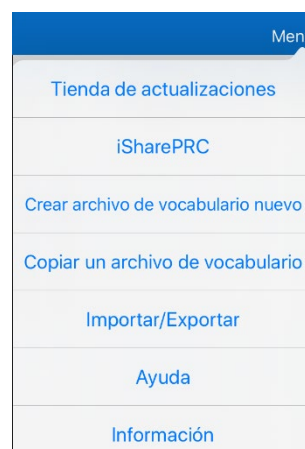 Men
Tienda de actualizaciones
iSharePRC
Crear archivo de vocabulario nuevo
Copiar un archivo de vocabulario
Importar/Exportar
Ayuda
Información